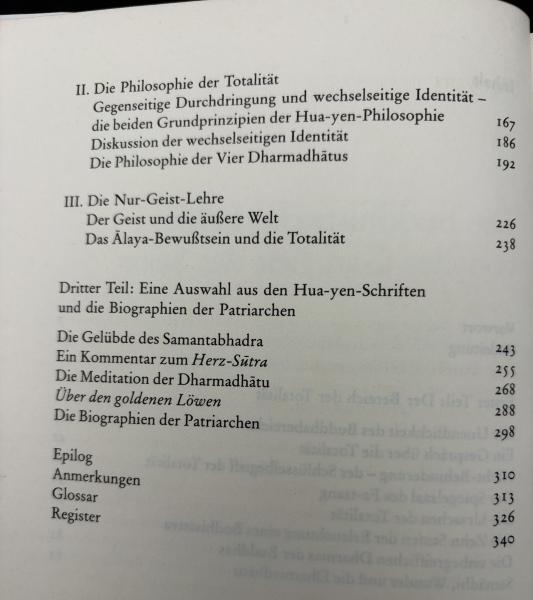 II. Die Philosophie der Totalität
Gegenseitige Durchdringung und wechselseitige Identität –
die beiden Grundprinzipien der Hua-yen-Philosophie 167
Diskussion der wechselseitigen Identität 186
Die Philosophie der Vier Dharmadhātus 192
III. Die Nur-Geist-Lehre
Der Geist und die äußere Welt 226
Das Ālaya-Bewußtsein und die Totalität 238
Dritter Teil: Eine Auswahl aus den Hua-yen-Schriften
und die Biographien der Patriarchen
Die Gelübde des Samantabhadra 243
Ein Kommentar zum Herz-Sūtra 255
Die Meditation der Dharmadhātu 268
Über den goldenen Löwen 288
Die Biographien der Patriarchen 298
Epilog 310
Anmerkungen 313
Glossar 326
Register 340